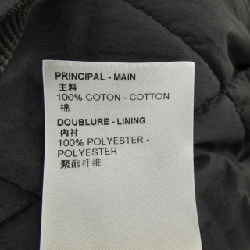 PRINCIPAL - MAIN
主料
100% COTON - COTTON
棉
DOUBLURE - LINING
内衬
100% POLYESTER -
POLYESTER
聚酯纤维